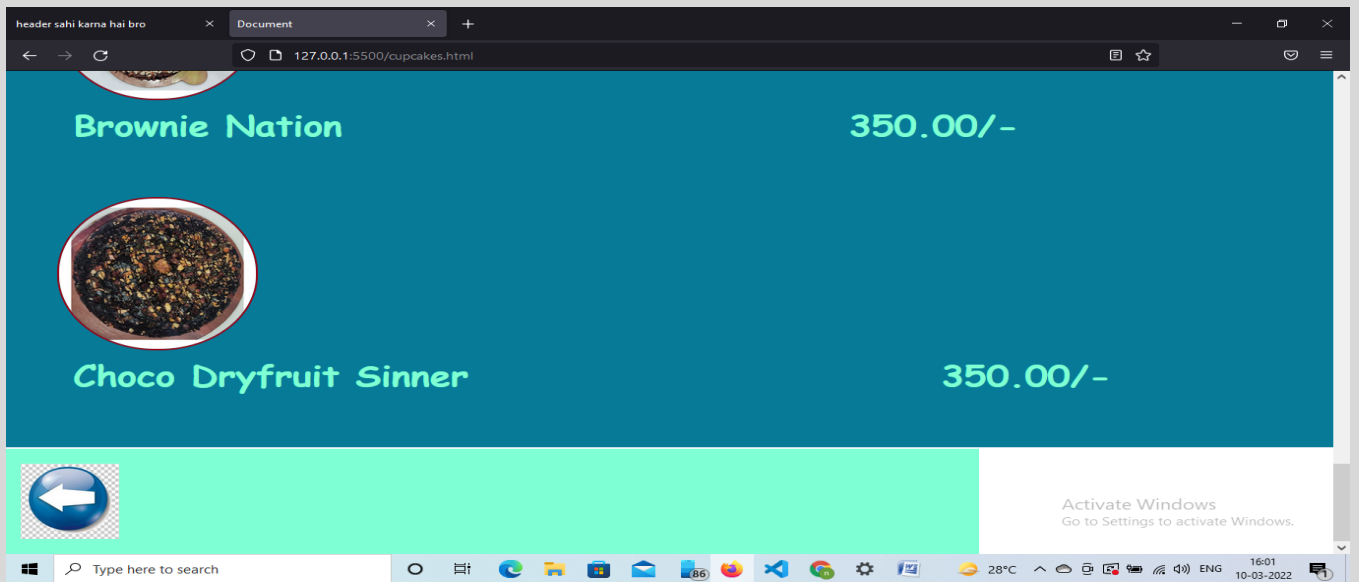 header sahi karna hai bro
Document
127.0.0.1:5500/cupcakes.html
Brownie Nation 350.00/-
Choco Dryfruit Sinner 350.00/-
Activate Windows
Go to Settings to activate Windows.
Type here to search
86
28°C
ENG
16:01
10-03-2022
1